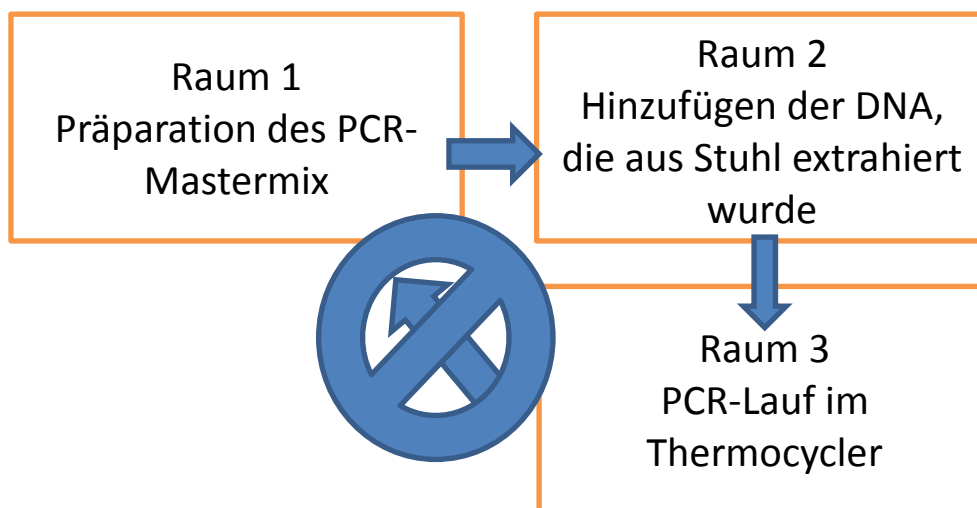 Raum 1
Präparation des PCR-
Mastermix
Raum 2
Hinzufügen der DNA,
die aus Stuhl extrahiert
wurde
Raum 3
PCR-Lauf im
Thermocycler